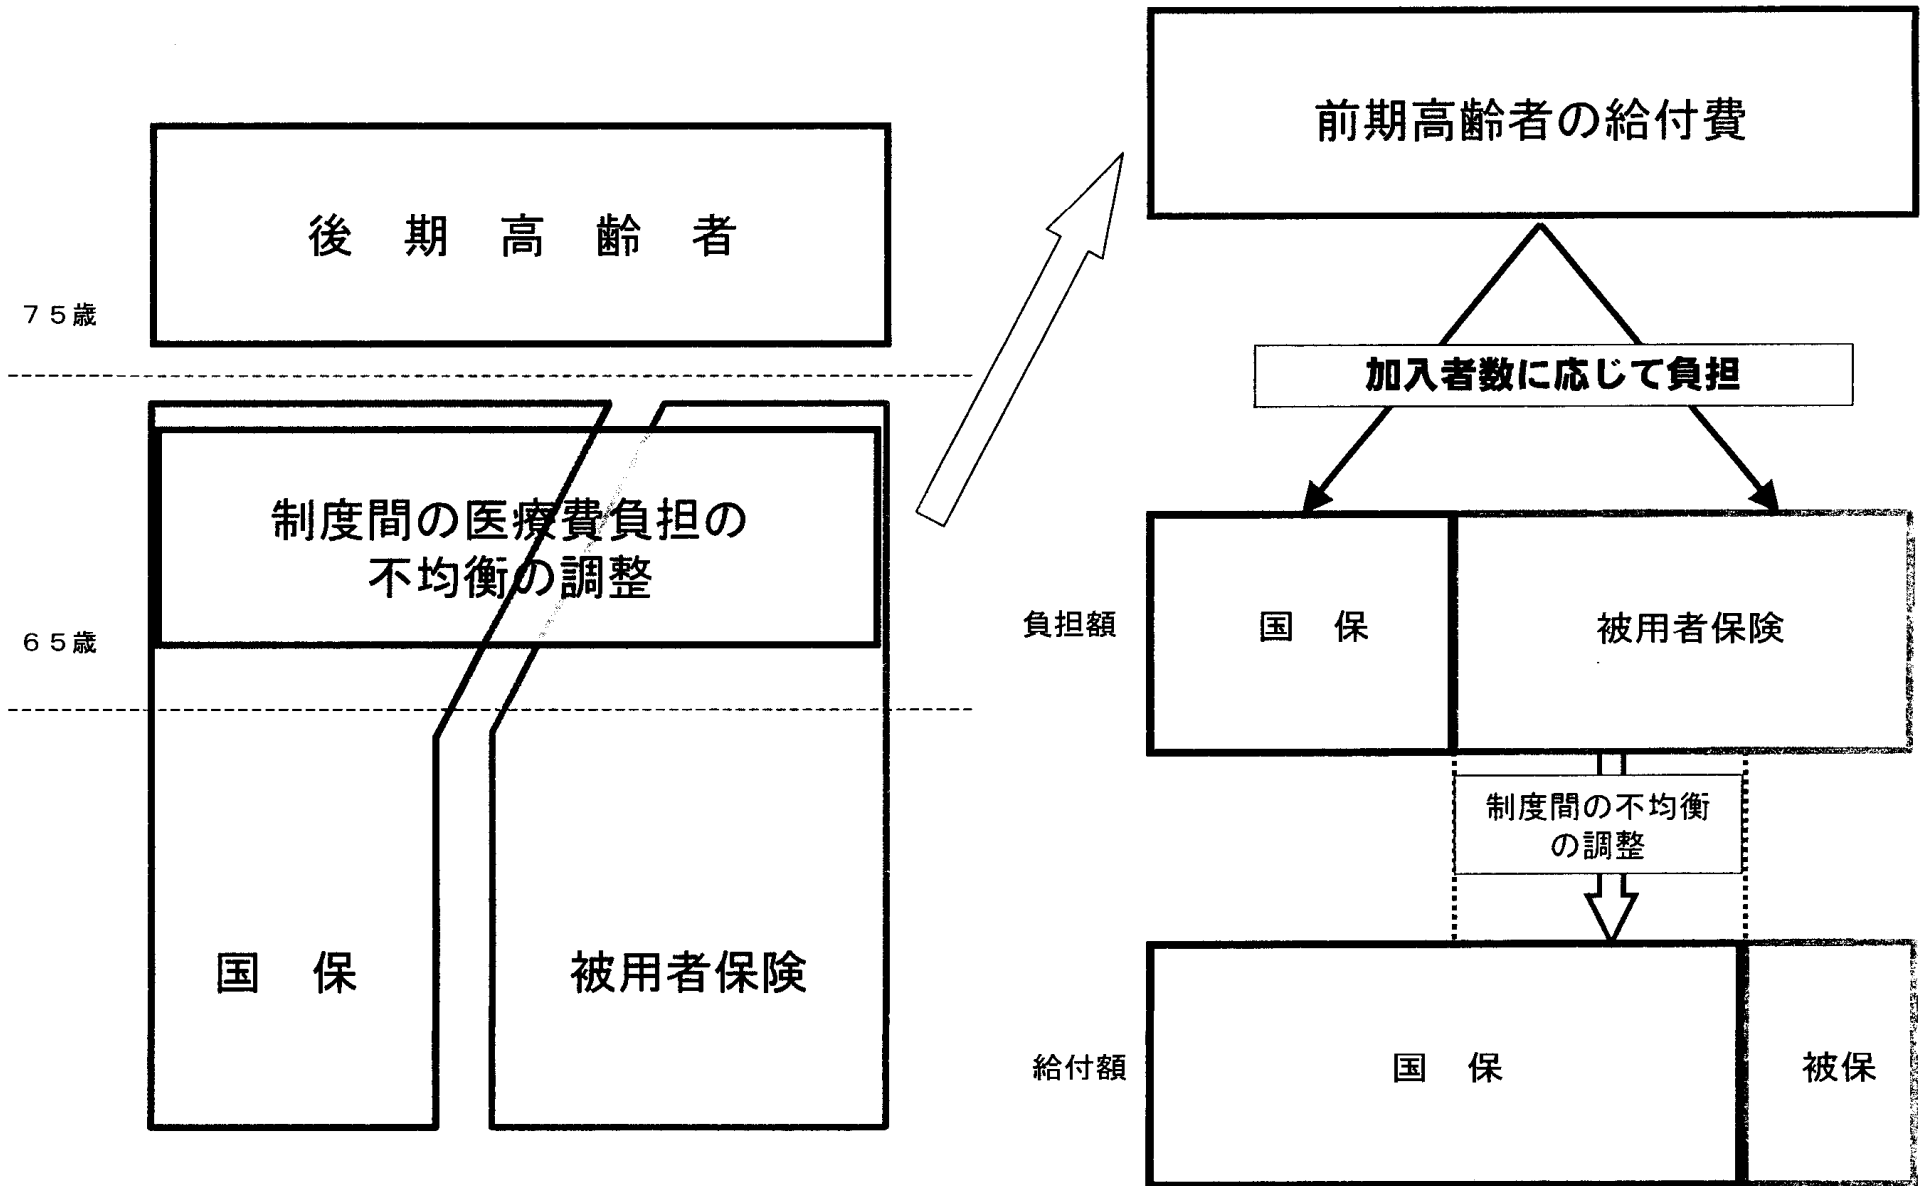 後　期　高　齢　者
７５歳
制度間の医療費負担の
不均衡の調整
６５歳
国　保
被用者保険
前期高齢者の給付費
加入者数に応じて負担
負担額
国　保
被用者保険
制度間の不均衡
の調整
給付額
国　保
被保